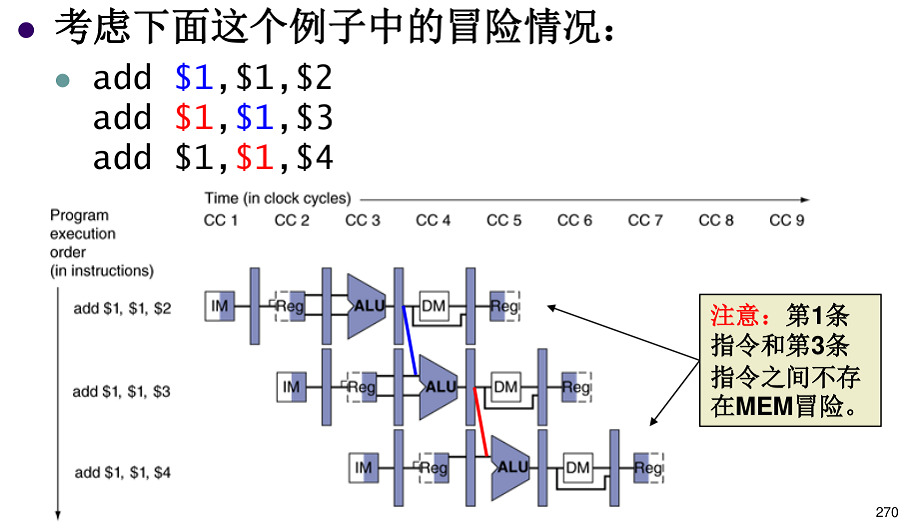 考虑下面这个例子中的冒险情况：
add $1,$1,$2
add $1,$1,$3
add $1,$1,$4
Time (in clock cycles)
CC 1 CC 2 CC 3 CC 4 CC 5 CC 6 CC 7 CC 8 CC 9
Program
execution
order
(in instructions)
add $1, $1, $2
IM Reg ALU DM Reg
add $1, $1, $3
IM Reg ALU DM Reg
add $1, $1, $4
IM Reg ALU DM Reg
注意：第1条
指令和第3条
指令之间不存
在MEM冒险。
270